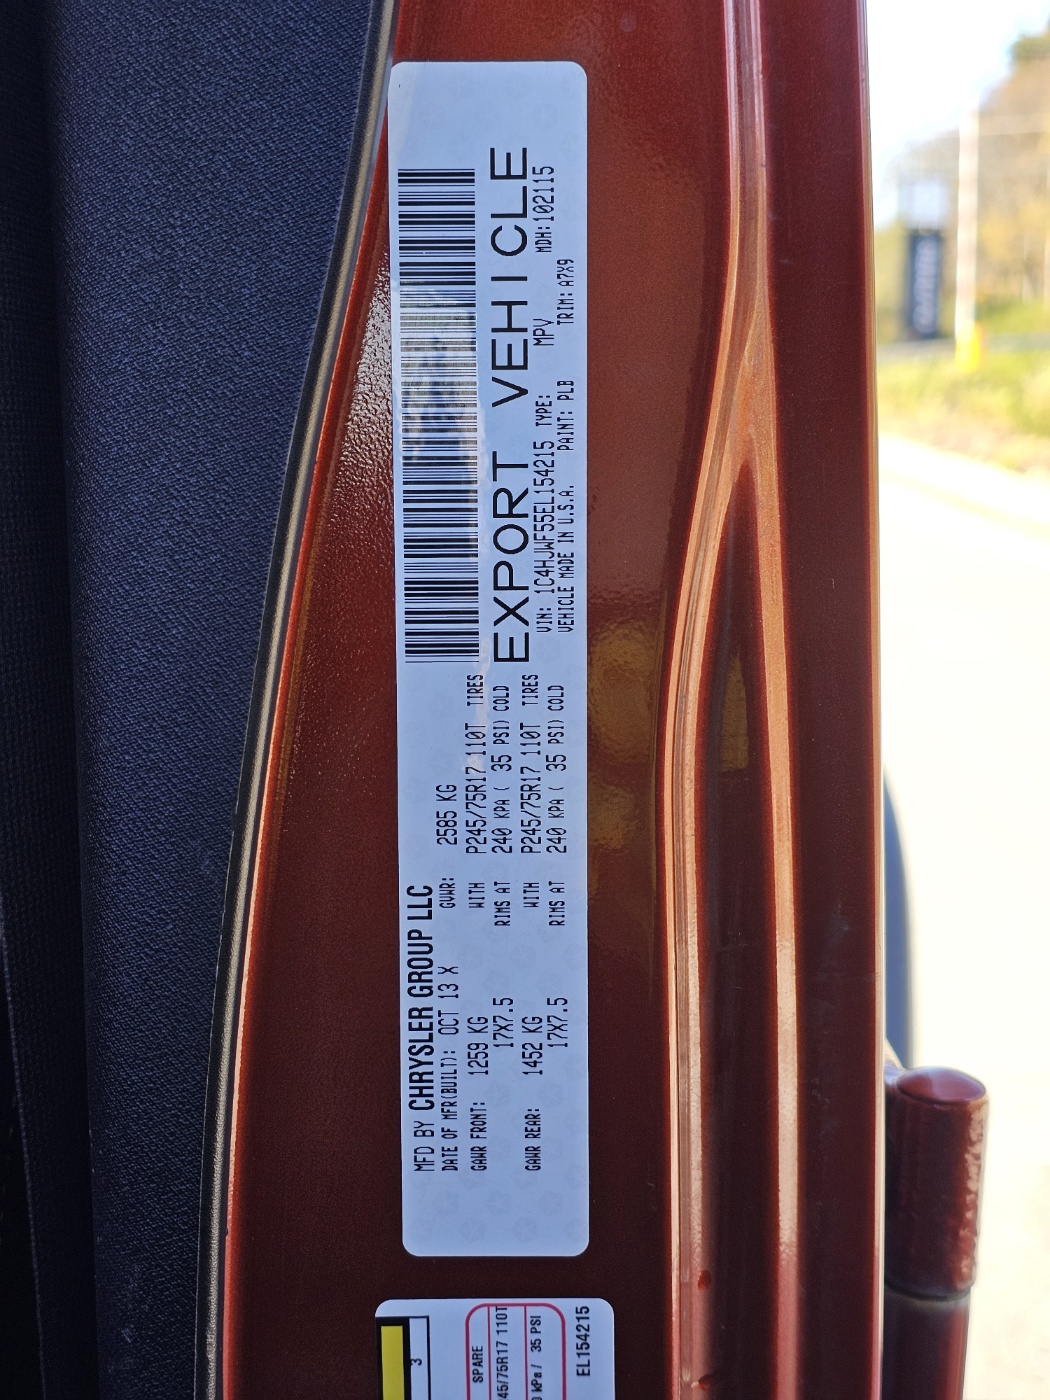 MFD BY CHRYSLER GROUP LLC
DATE OF MFR(BUILT): OCT 13 X GVWR: 2585 KG
GAWR FRONT: 1259 KG WITH P245/75R17 110T TIRES
17X7.5 RIMS AT 240 KPA ( 35 PSI) COLD
GAWR REAR: 1452 KG WITH P245/75R17 110T TIRES
17X7.5 RIMS AT 240 KPA ( 35 PSI) COLD
EXPORT VEHICLE
VIN: 1C4HJWF55EL154215 TYPE: MPV MDH:102115
VEHICLE MADE IN U.S.A. PAINT: PLB TRIM: A7X9
3
SPARE
45/75R17 110T
kPa / 35 PSI
EL154215